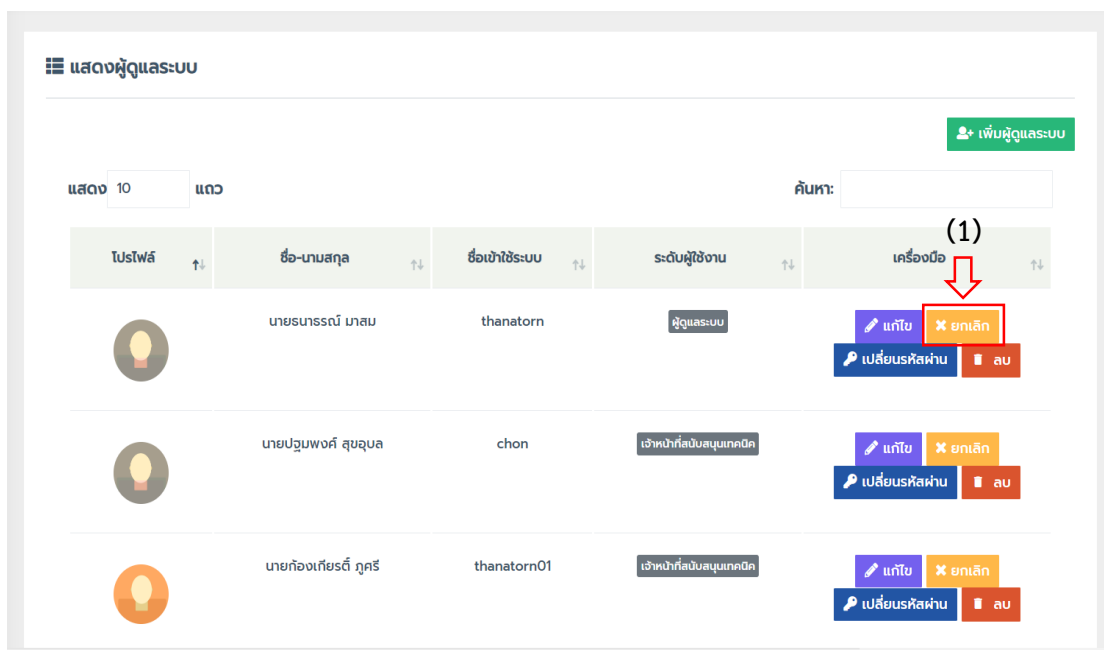 แสดงผู้ดูแลระบบ
เพิ่มผู้ดูแลระบบ
แสดง 10 แถว ค้นหา:
(1)
โปรไฟล์ ชื่อ-นามสกุล ชื่อเข้าใช้ระบบ ระดับผู้ใช้งาน เครื่องมือ
นายธนาธรณ์ มาสม thanatorn ผู้ดูแลระบบ แก้ไข ยกเลิก
เปลี่ยนรหัสผ่าน ลบ
นายปฐมพงศ์ สุขอุบล chon เจ้าหน้าที่สนับสนุนเทคนิค แก้ไข ยกเลิก
เปลี่ยนรหัสผ่าน ลบ
นายก้องเกียรติ์ ภูศรี thanatorn01 เจ้าหน้าที่สนับสนุนเทคนิค แก้ไข ยกเลิก
เปลี่ยนรหัสผ่าน ลบ